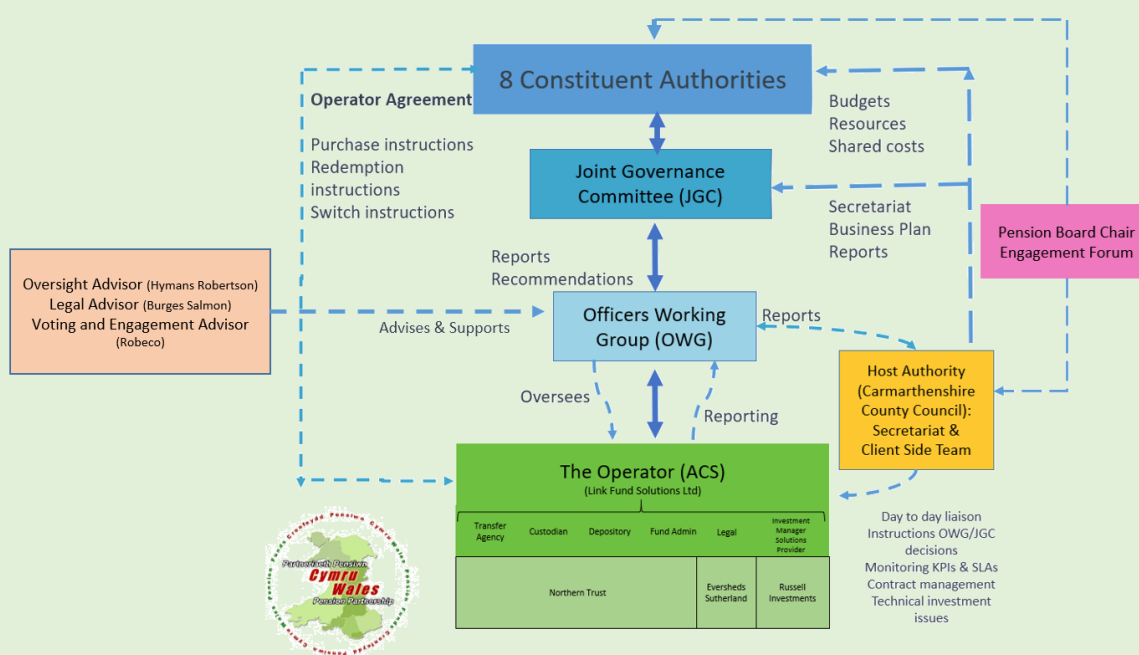 8 Constituent Authorities
Operator Agreement
Purchase instructions
Redemption
instructions
Switch instructions
Budgets
Resources
Shared costs
Joint Governance
Committee (JGC)
Secretariat
Business Plan
Reports
Pension Board Chair
Engagement Forum
Reports
Recommendations
Oversight Advisor (Hymans Robertson)
Legal Advisor (Burges Salmon)
Voting and Engagement Advisor
(Robeco)
Advises & Supports
Officers Working
Group (OWG)
Reports
Host Authority
(Carmarthenshire
County Council):
Secretariat &
Client Side Team
Oversees
Reporting
The Operator (ACS)
(Link Fund Solutions Ltd)
Transfer
Agency
Custodian
Depository
Fund Admin
Legal
Investment
Manager
Solutions
Provider
Northern Trust
Eversheds
Sutherland
Russell
Investments
Day to day liaison
Instructions OWG/JGC
decisions
Monitoring KPIs & SLAs
Contract management
Technical investment
issues
Partneriaeth Pensiwn
Cymru
Wales
Pension Partnership